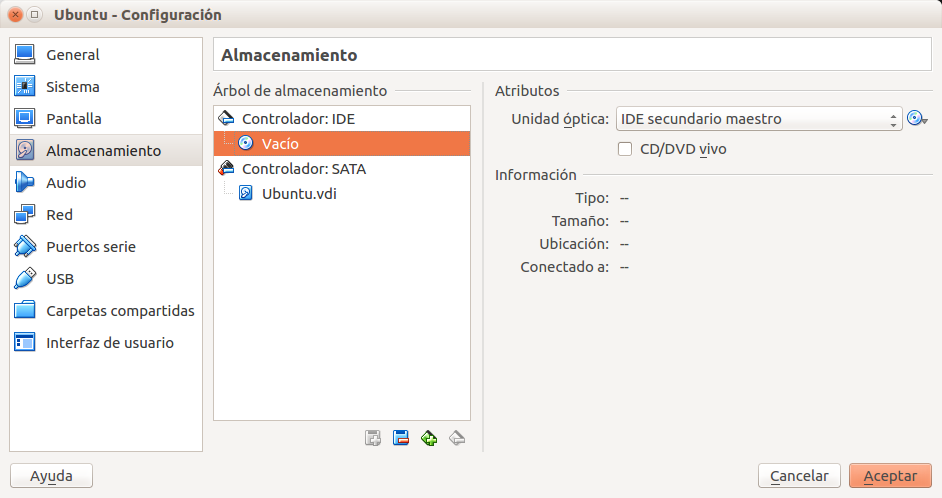 Ubuntu - Configuración
General
Sistema
Pantalla
Almacenamiento
Audio
Red
Puertos serie
USB
Carpetas compartidas
Interfaz de usuario
Almacenamiento
Árbol de almacenamiento
Controlador: IDE
Vacío
Controlador: SATA
Ubuntu.vdi
Atributos
Unidad óptica: IDE secundario maestro
CD/DVD vivo
Información
Tipo: --
Tamaño: --
Ubicación: --
Conectado a: --
Ayuda
Cancelar
Aceptar